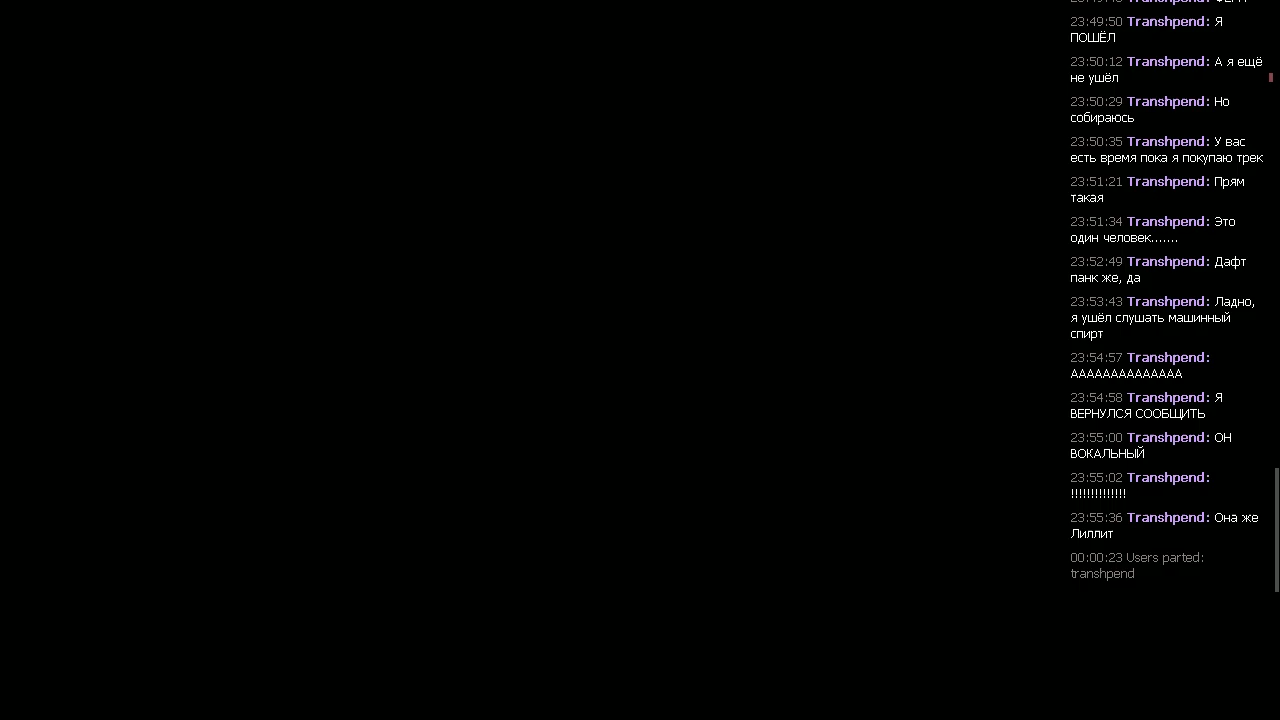 23:49:50 Transhpend: Я
ПОШЁЛ
23:50:12 Transhpend: А я ещё
не ушёл
23:50:29 Transhpend: Но
собираюсь
23:50:35 Transhpend: У вас
есть время пока я покупаю трек
23:51:21 Transhpend: Прям
такая
23:51:34 Transhpend: Это
один человек.......
23:52:49 Transhpend: Дафт
панк же, да
23:53:43 Transhpend: Ладно,
я ушёл слушать машинный
спирт
23:54:57 Transhpend:
АААААААААААААА
23:54:58 Transhpend: Я
ВЕРНУЛСЯ СООБЩИТЬ
23:55:00 Transhpend: ОН
ВОКАЛЬНЫЙ
23:55:02 Transhpend:
!!!!!!!!!!!!!!
23:55:36 Transhpend: Она же
Лиллит
00:00:23 Users parted:
transhpend